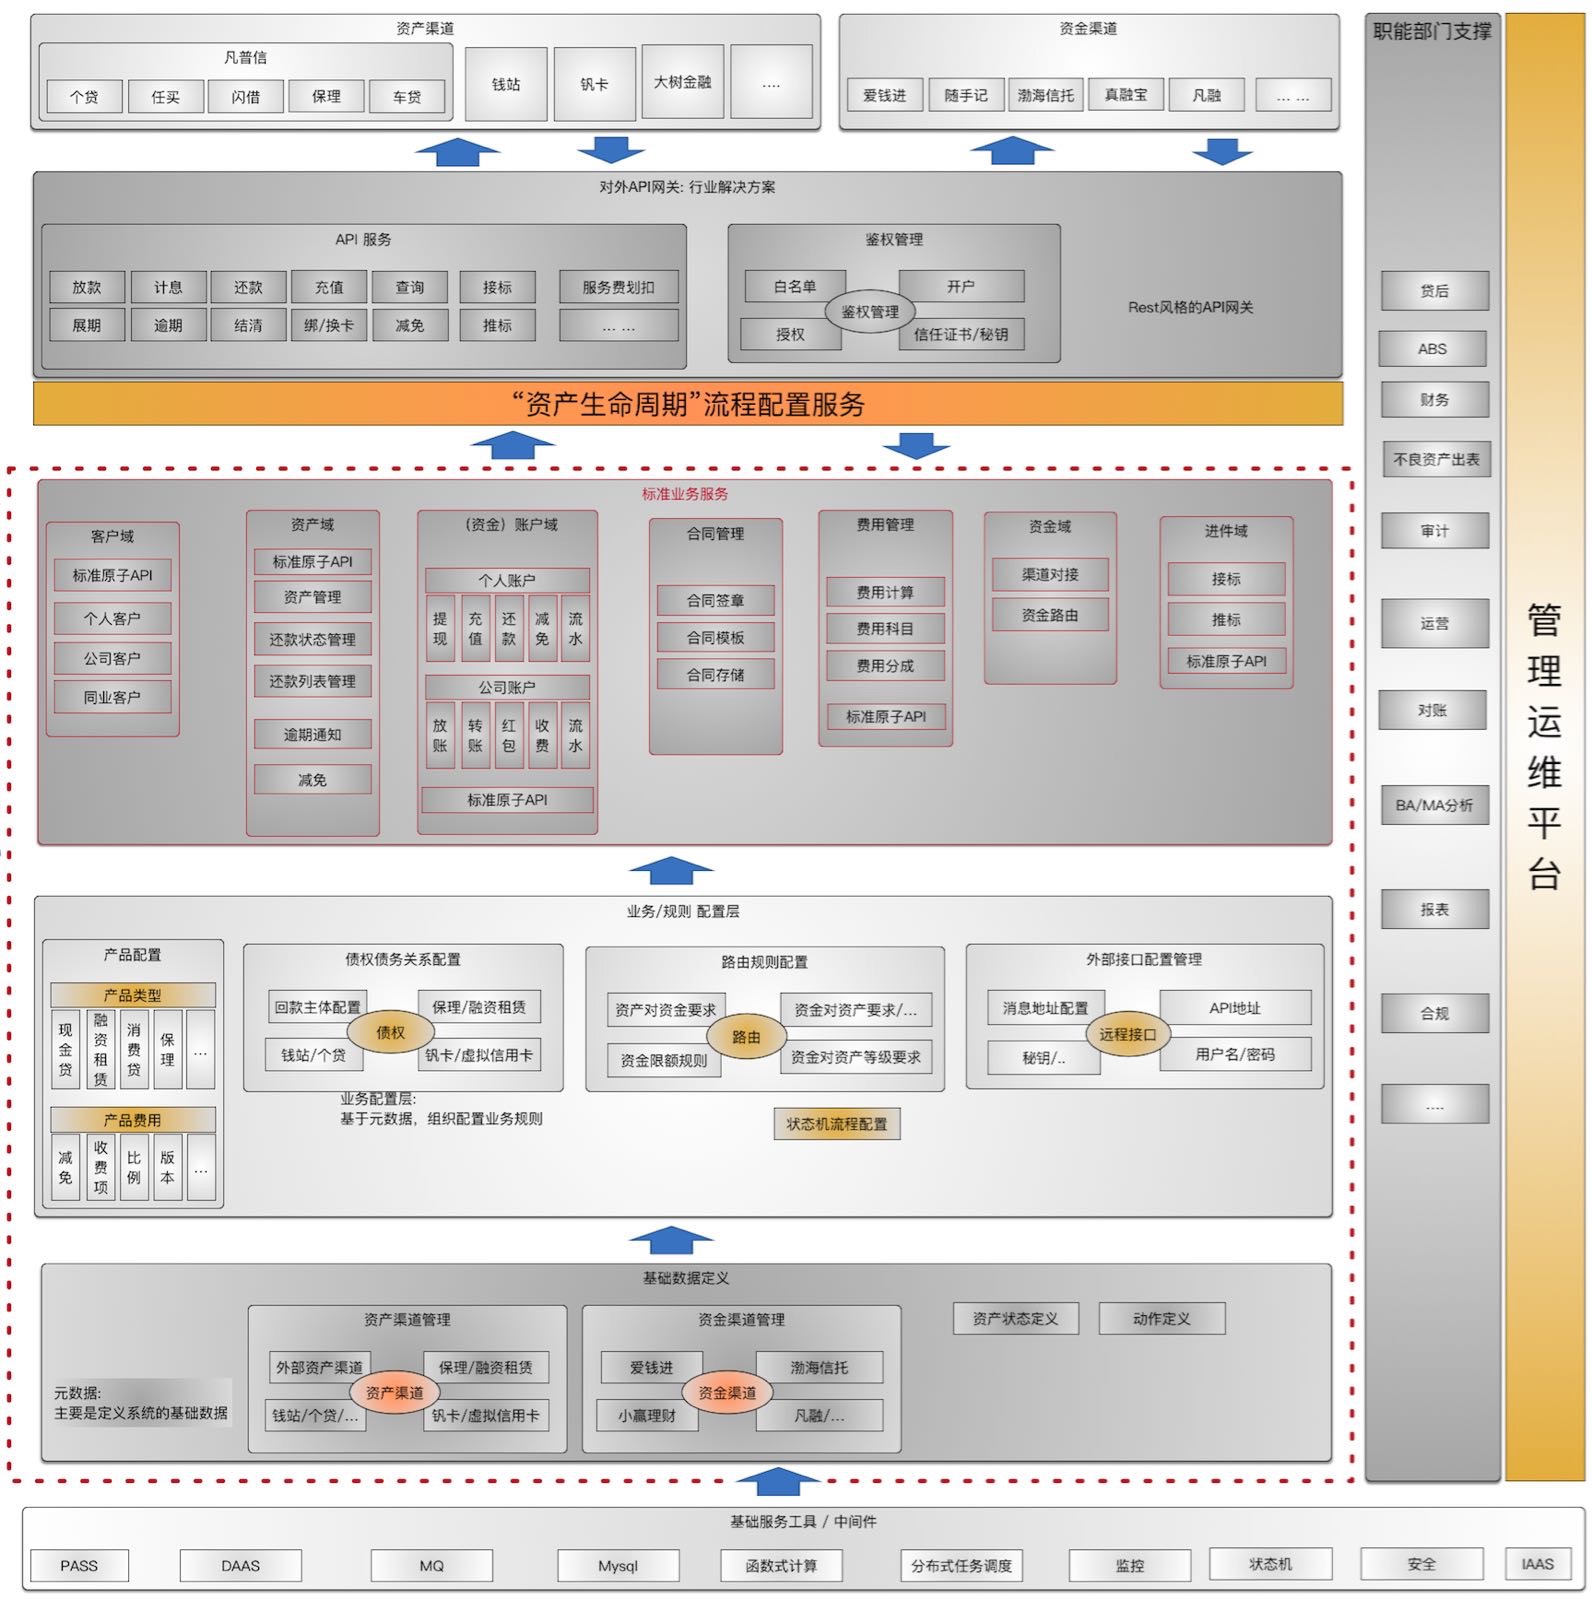 资产渠道
凡普信
个贷
任买
闪借
保理
车贷
钱站
钒卡
大树金融
....
资金渠道
爱钱进
随手记
渤海信托
真融宝
凡融
... ...
对外API网关: 行业解决方案
API 服务
放款
计息
还款
充值
查询
接标
服务费划扣
展期
逾期
结清
绑/换卡
减免
推标
... ...
鉴权管理
白名单
开户
鉴权管理
授权
信任证书/秘钥
Rest风格的API网关
“资产生命周期”流程配置服务
标准业务服务
客户域
标准原子API
个人客户
公司客户
同业客户
资产域
标准原子API
资产管理
还款状态管理
还款列表管理
逾期通知
减免
（资金）账户域
个人账户
提现
充值
还款
减免
流水
公司账户
放账
转账
红包
收费
流水
标准原子API
合同管理
合同签章
合同模板
合同存储
费用管理
费用计算
费用科目
费用分成
标准原子API
资金域
渠道对接
资金路由
进件域
接标
推标
标准原子API
业务/规则 配置层
产品配置
产品类型
现金贷
融资租赁
消费贷
保理
...
产品费用
减免
收费项
比例
版本
...
债权债务关系配置
回款主体配置
保理/融资租赁
债权
钱站/个贷
钒卡/虚拟信用卡
业务配置层:
基于元数据，组织配置业务规则
路由规则配置
资产对资金要求
资金对资产要求/...
路由
资金限额规则
资金对资产等级要求
状态机流程配置
外部接口配置管理
消息地址配置
API地址
远程接口
秘钥/..
用户名/密码
基础数据定义
元数据:
主要是定义系统的基础数据
资产渠道管理
外部资产渠道
保理/融资租赁
资产渠道
钱站/个贷/...
钒卡/虚拟信用卡
资金渠道管理
爱钱进
渤海信托
资金渠道
小赢理财
凡融/...
资产状态定义
动作定义
基础服务工具 / 中间件
PASS
DAAS
MQ
Mysql
函数式计算
分布式任务调度
监控
状态机
安全
IAAS
职能部门支撑
贷后
ABS
财务
不良资产出表
审计
运营
对账
BA/MA分析
报表
合规
....
管理运维平台